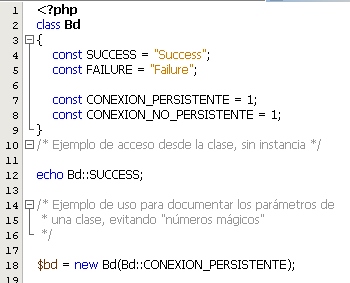 1 <?php
2 class Bd
3 {
4 const SUCCESS = "Success";
5 const FAILURE = "Failure";
6
7 const CONEXION_PERSISTENTE = 1;
8 const CONEXION_NO_PERSISTENTE = 1;
9 }
10 /* Ejemplo de acceso desde la clase, sin instancia */
11
12 echo Bd::SUCCESS;
13
14 /* Ejemplo de uso para documentar los parámetros de
15 * una clase, evitando "números mágicos"
16 */
17
18 $bd = new Bd(Bd::CONEXION_PERSISTENTE);
19